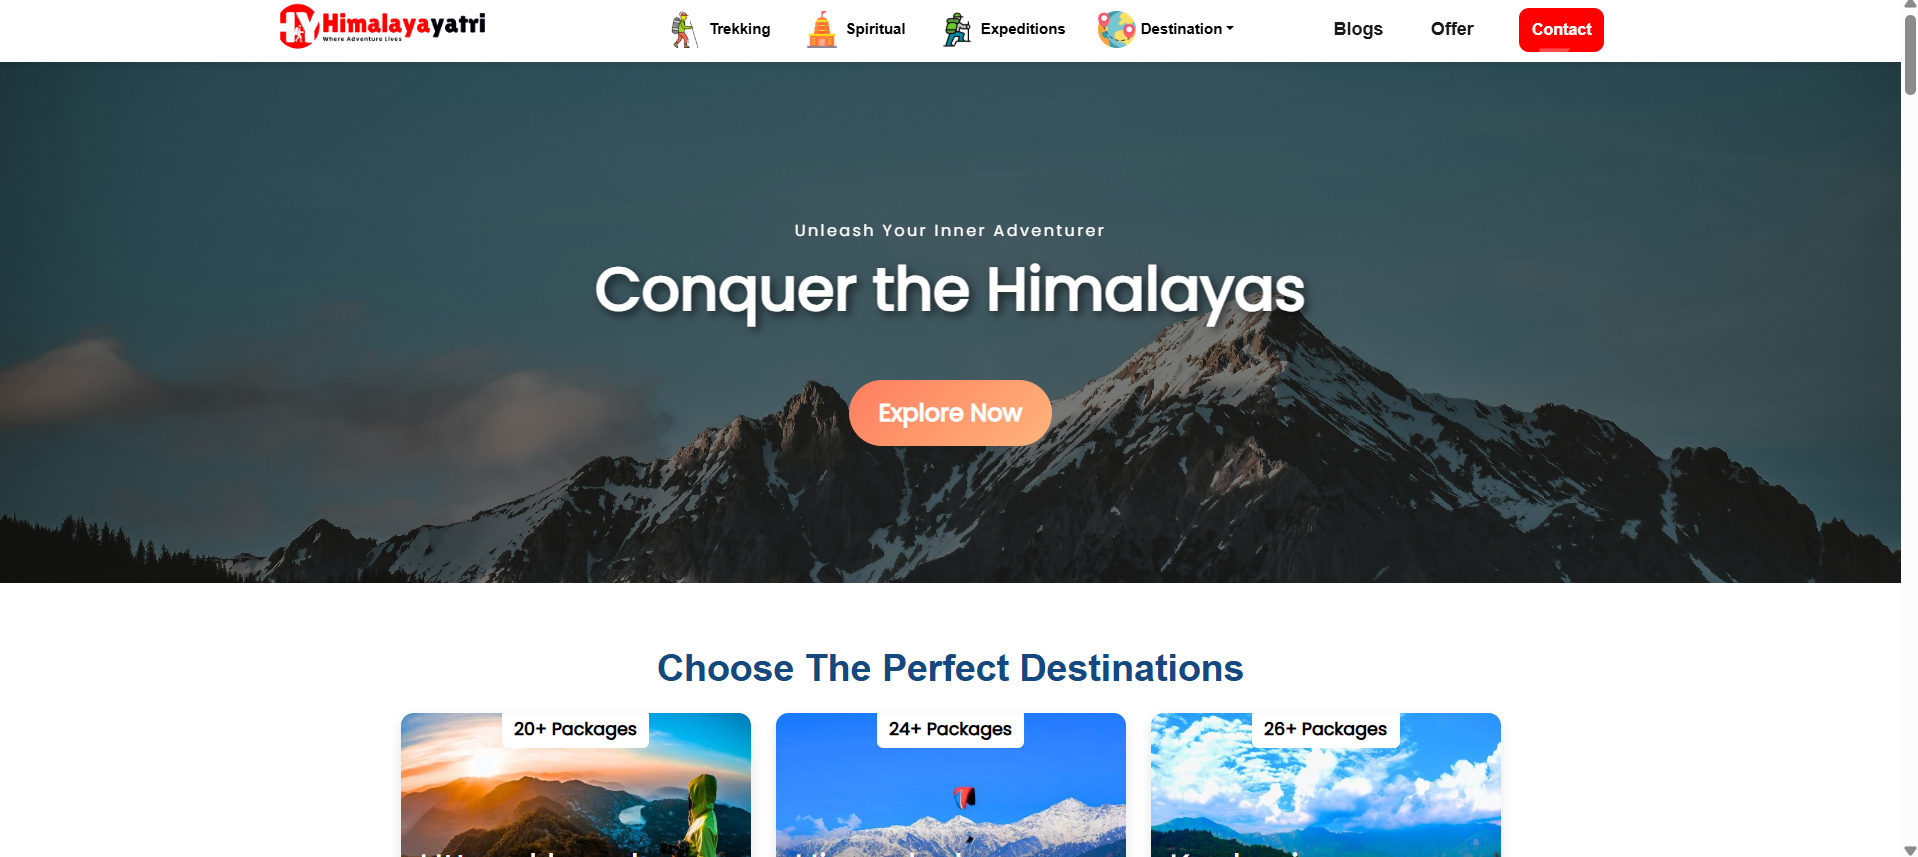 Himalayayatri
Where Adventure Lives
Trekking
Spiritual
Expeditions
Destination
Blogs
Offer
Contact
Unleash Your Inner Adventurer
Conquer the Himalayas
Explore Now
Choose The Perfect Destinations
20+ Packages
24+ Packages
26+ Packages